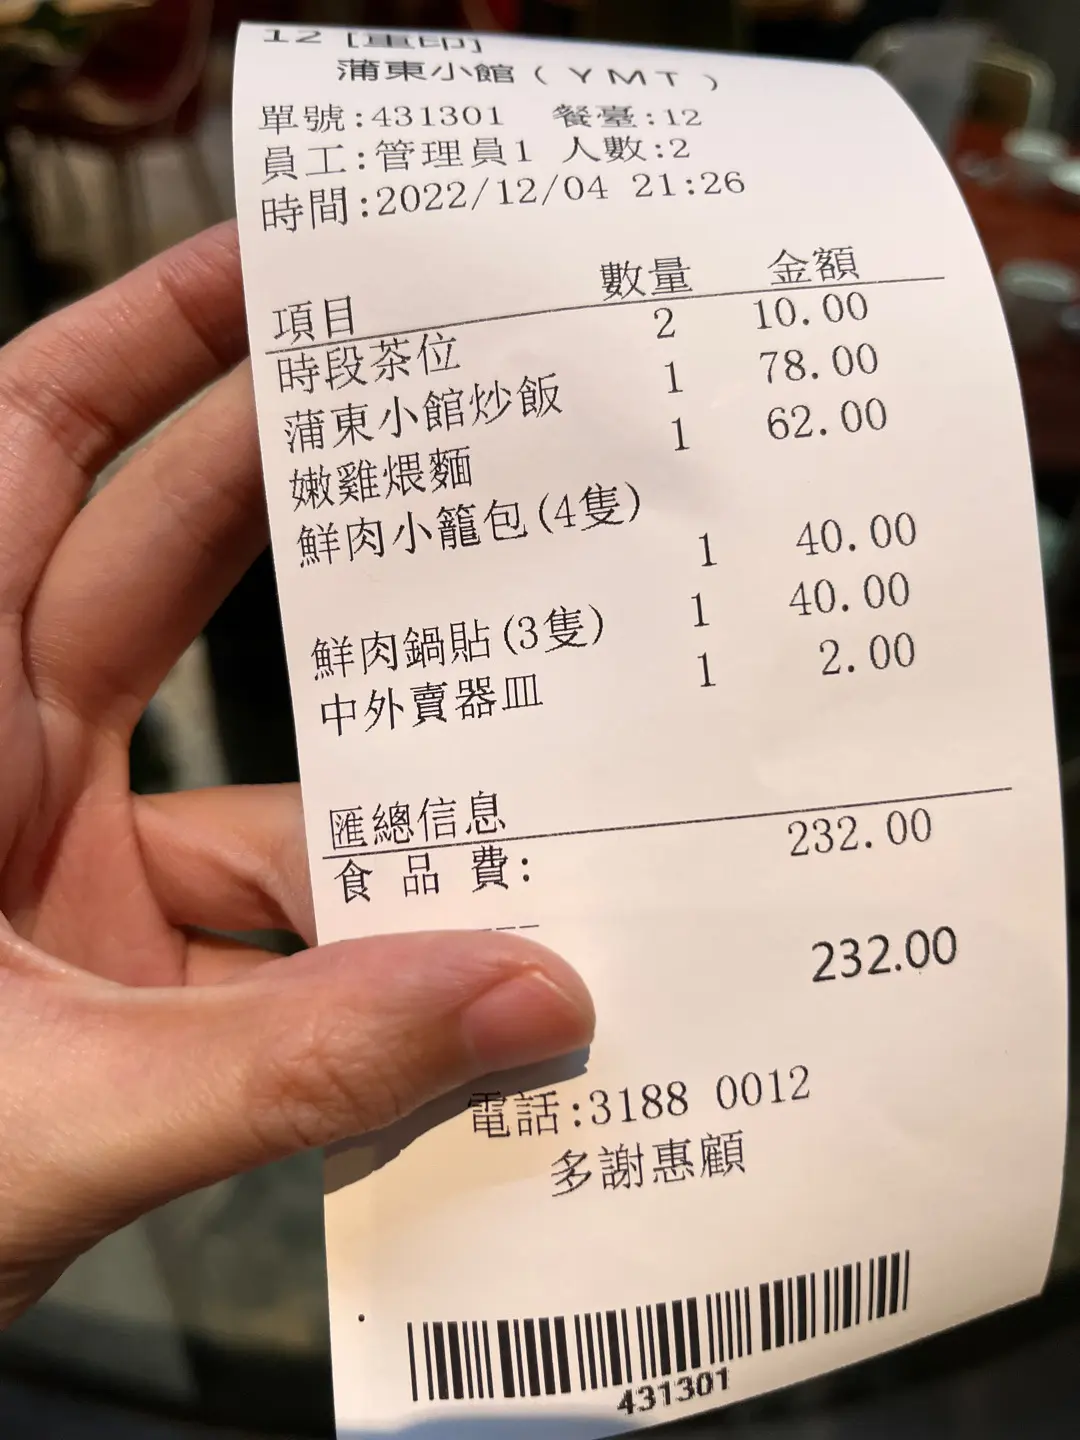 12 [重印]
蒲東小館(YMT)
單號:431301 餐臺:12
員工:管理員1 人數:2
時間:2022/12/04 21:26
項目 數量 金額
時段茶位 2 10.00
蒲東小館炒飯 1 78.00
嫩雞煨麵 1 62.00
鮮肉小籠包(4隻)
1 40.00
鮮肉鍋貼(3隻) 1 40.00
中外賣器皿 1 2.00
匯總信息
食 品 費: 232.00
232.00
電話:3188 0012
多謝惠顧
431301